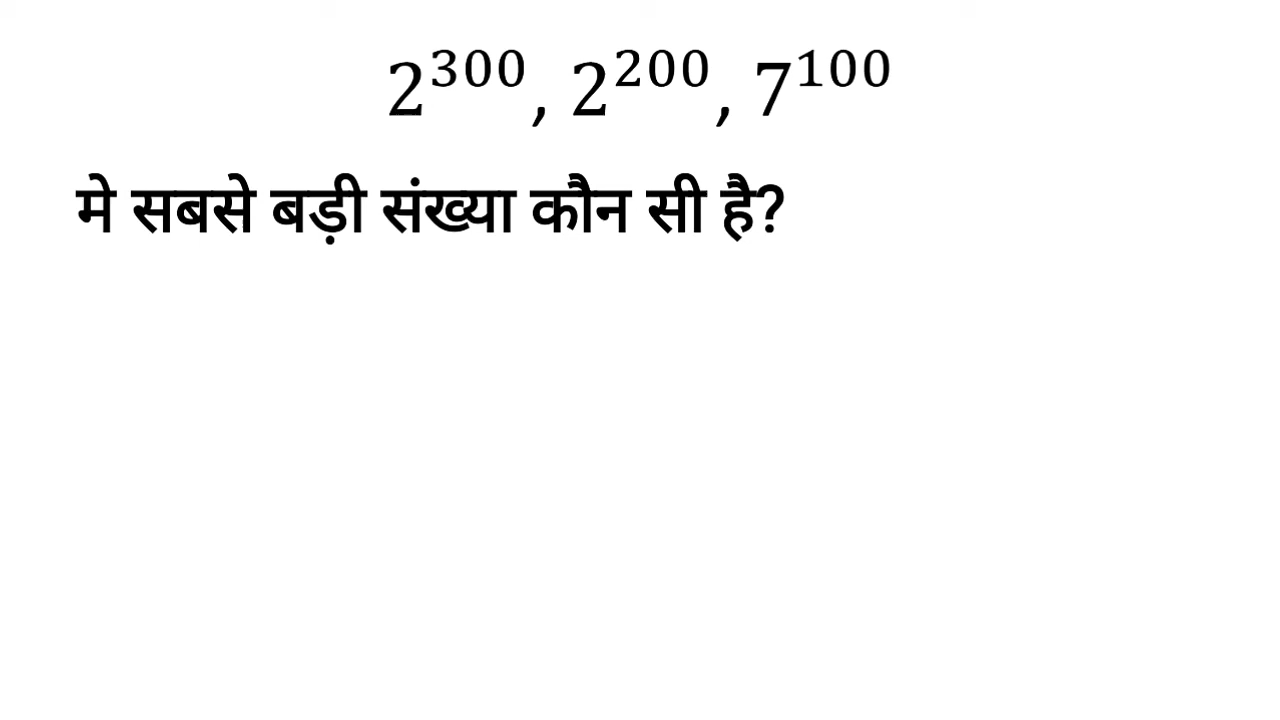 2^300, 2^200, 7^100
मे सबसे बड़ी संख्या कौन सी है?